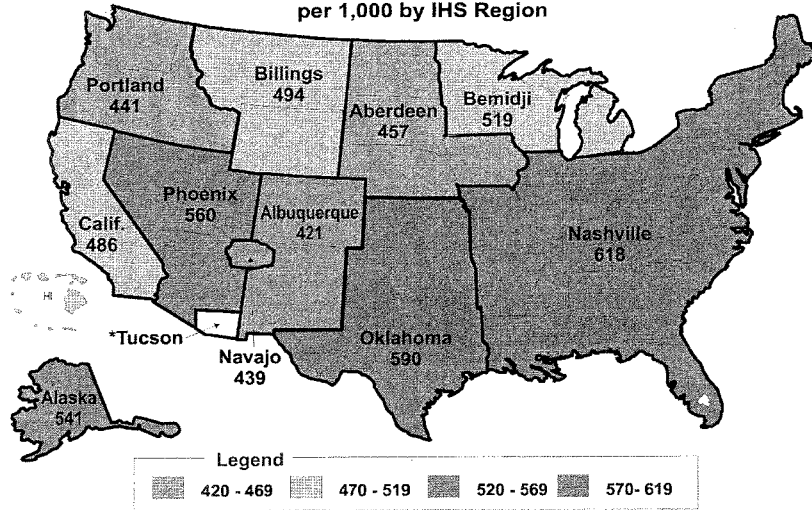 per 1,000 by IHS Region
Portland
441
Billings
494
Aberdeen
457
Bemidji
519
Phoenix
560
Albuquerque
421
Calif.
486
Nashville
618
HI
*Tucson
Navajo
439
Oklahoma
590
Alaska
541
Legend
420 - 469 470 - 519 520 - 569 570- 619